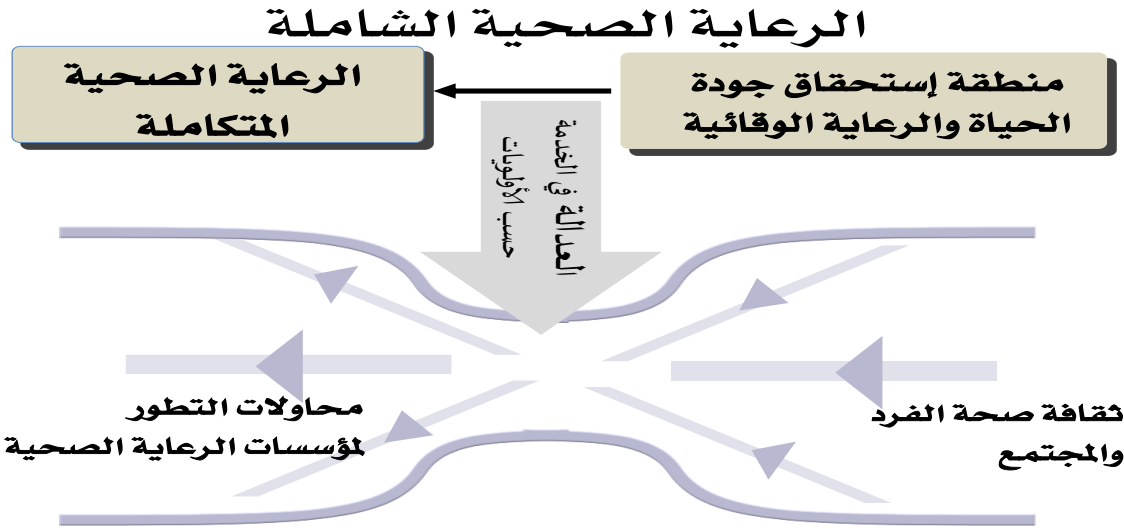 الرعاية الصحية الشاملة
منطقة إستحقاق جودة
الحياة والرعاية الوقائية
الرعاية الصحية
المتكاملة
العدالة في الخدمة
حسب الأولويات
ثقافة صحة الفرد
والمجتمع
محاولات التطور
لمؤسسات الرعاية الصحية